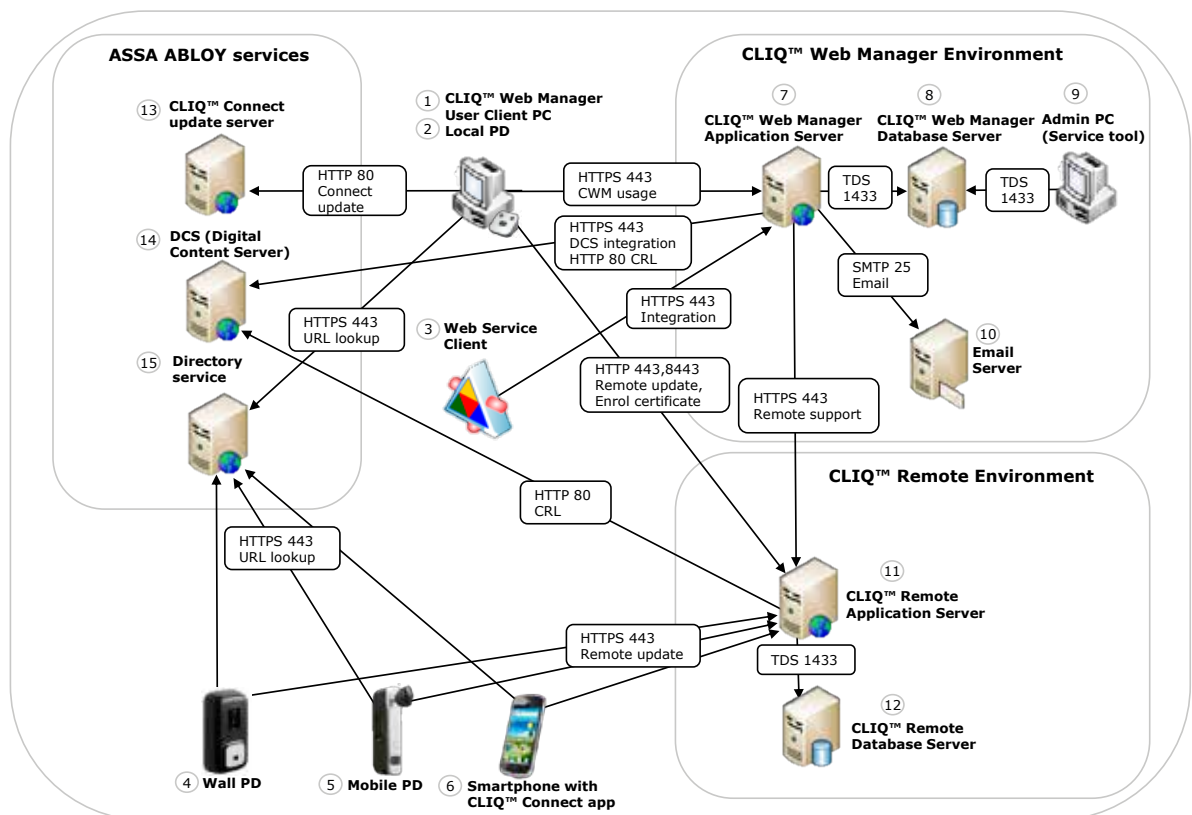 ASSA ABLOY services
CLIQ™ Web Manager Environment
13 CLIQ™ Connect
update server
1 CLIQ™ Web Manager
User Client PC
2 Local PD
7
CLIQ™ Web Manager
Application Server
8
CLIQ™ Web Manager
Database Server
9
Admin PC
(Service tool)
HTTP 80
Connect
update
HTTPS 443
CWM usage
TDS
1433
TDS
1433
14 DCS (Digital
Content Server)
HTTPS 443
DCS integration
HTTP 80 CRL
SMTP 25
Email
HTTPS 443
Integration
HTTPS 443
URL lookup
3 Web Service
Client
10
Email
Server
15 Directory
service
HTTP 443,8443
Remote update,
Enrol certificate
HTTPS 443
Remote support
CLIQ™ Remote Environment
HTTP 80
CRL
HTTPS 443
URL lookup
11
CLIQ™ Remote
Application Server
HTTPS 443
Remote update
TDS 1433
12
CLIQ™ Remote
Database Server
4 Wall PD
5 Mobile PD
6 Smartphone with
CLIQ™ Connect app